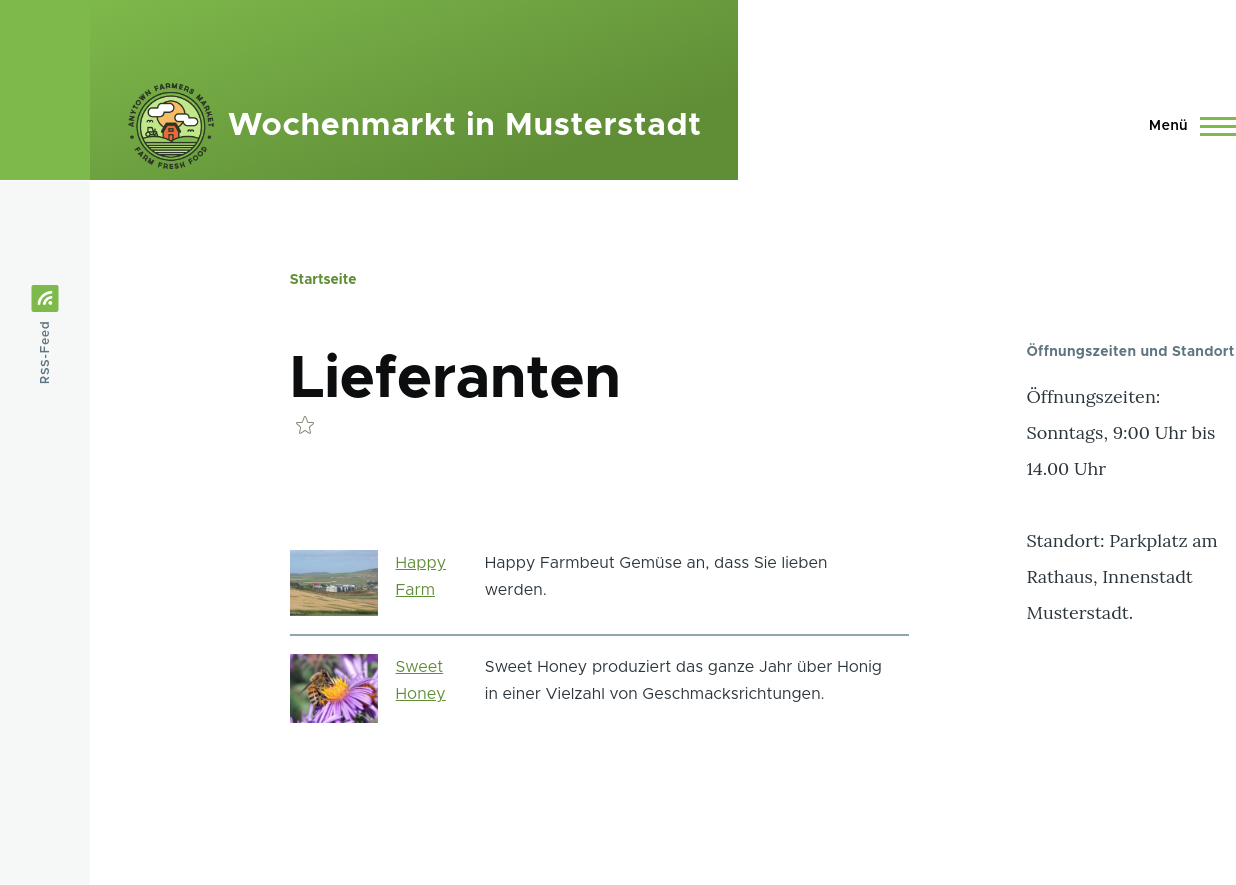 ANYTOWN FARMERS MARKET
FARM FRESH FOOD
Wochenmarkt in Musterstadt
Menü
RSS-Feed
Startseite
Lieferanten
Happy
Farm
Happy Farmbeut Gemüse an, dass Sie lieben
werden.
Sweet
Honey
Sweet Honey produziert das ganze Jahr über Honig
in einer Vielzahl von Geschmacksrichtungen.
Öffnungszeiten und Standort
Öffnungszeiten:
Sonntags, 9:00 Uhr bis
14.00 Uhr
Standort: Parkplatz am
Rathaus, Innenstadt
Musterstadt.